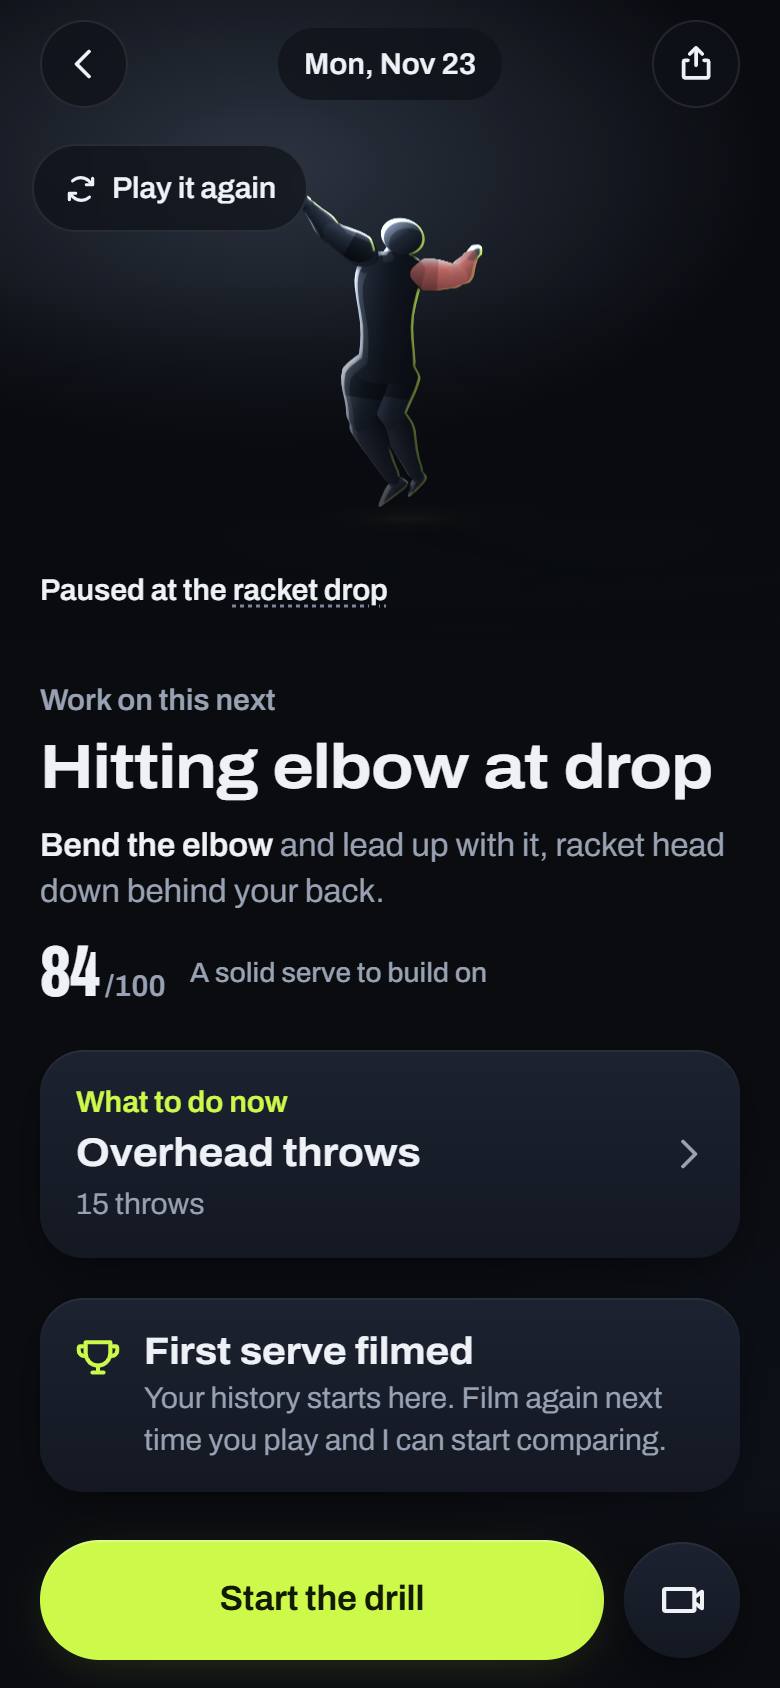 Mon, Nov 23
Play it again
Paused at the racket drop
Work on this next
Hitting elbow at drop
Bend the elbow and lead up with it, racket head
down behind your back.
84/100 A solid serve to build on
What to do now
Overhead throws
15 throws
First serve filmed
Your history starts here. Film again next
time you play and I can start comparing.
Start the drill